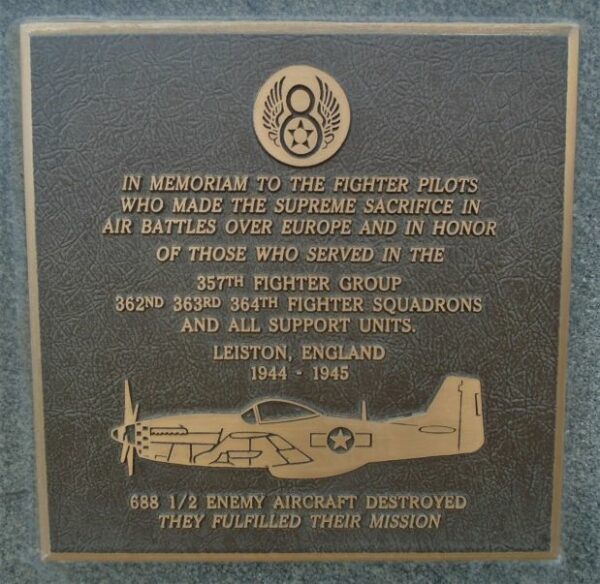 8
IN MEMORIAM TO THE FIGHTER PILOTS
WHO MADE THE SUPREME SACRIFICE IN
AIR BATTLES OVER EUROPE AND IN HONOR
OF THOSE WHO SERVED IN THE
357TH FIGHTER GROUP
362ND 363RD 364TH FIGHTER SQUADRONS
AND ALL SUPPORT UNITS.
LEISTON, ENGLAND
1944 - 1945
688 1/2 ENEMY AIRCRAFT DESTROYED
THEY FULFILLED THEIR MISSION